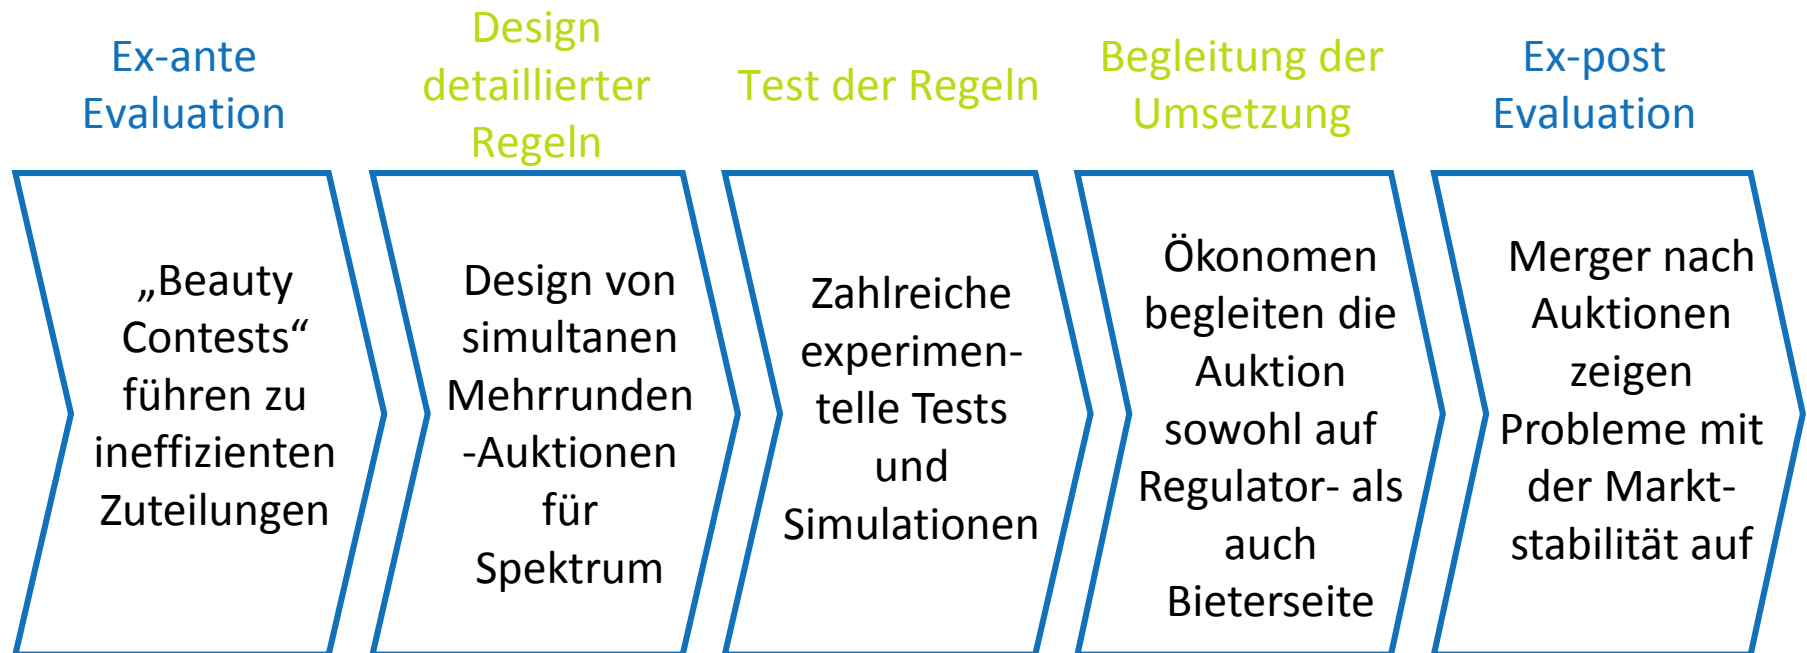 Ex-ante
Evaluation
„Beauty
Contests“
führen zu
ineffizienten
Zuteilungen
Design
detaillierter
Regeln
Design von
simultanen
Mehrrunden
-Auktionen
für
Spektrum
Test der Regeln
Zahlreiche
experimen-
telle Tests
und
Simulationen
Begleitung der
Umsetzung
Ökonomen
begleiten die
Auktion
sowohl auf
Regulator- als
auch
Bieterseite
Ex-post
Evaluation
Merger nach
Auktionen
zeigen
Probleme mit
der Markt-
stabilität auf